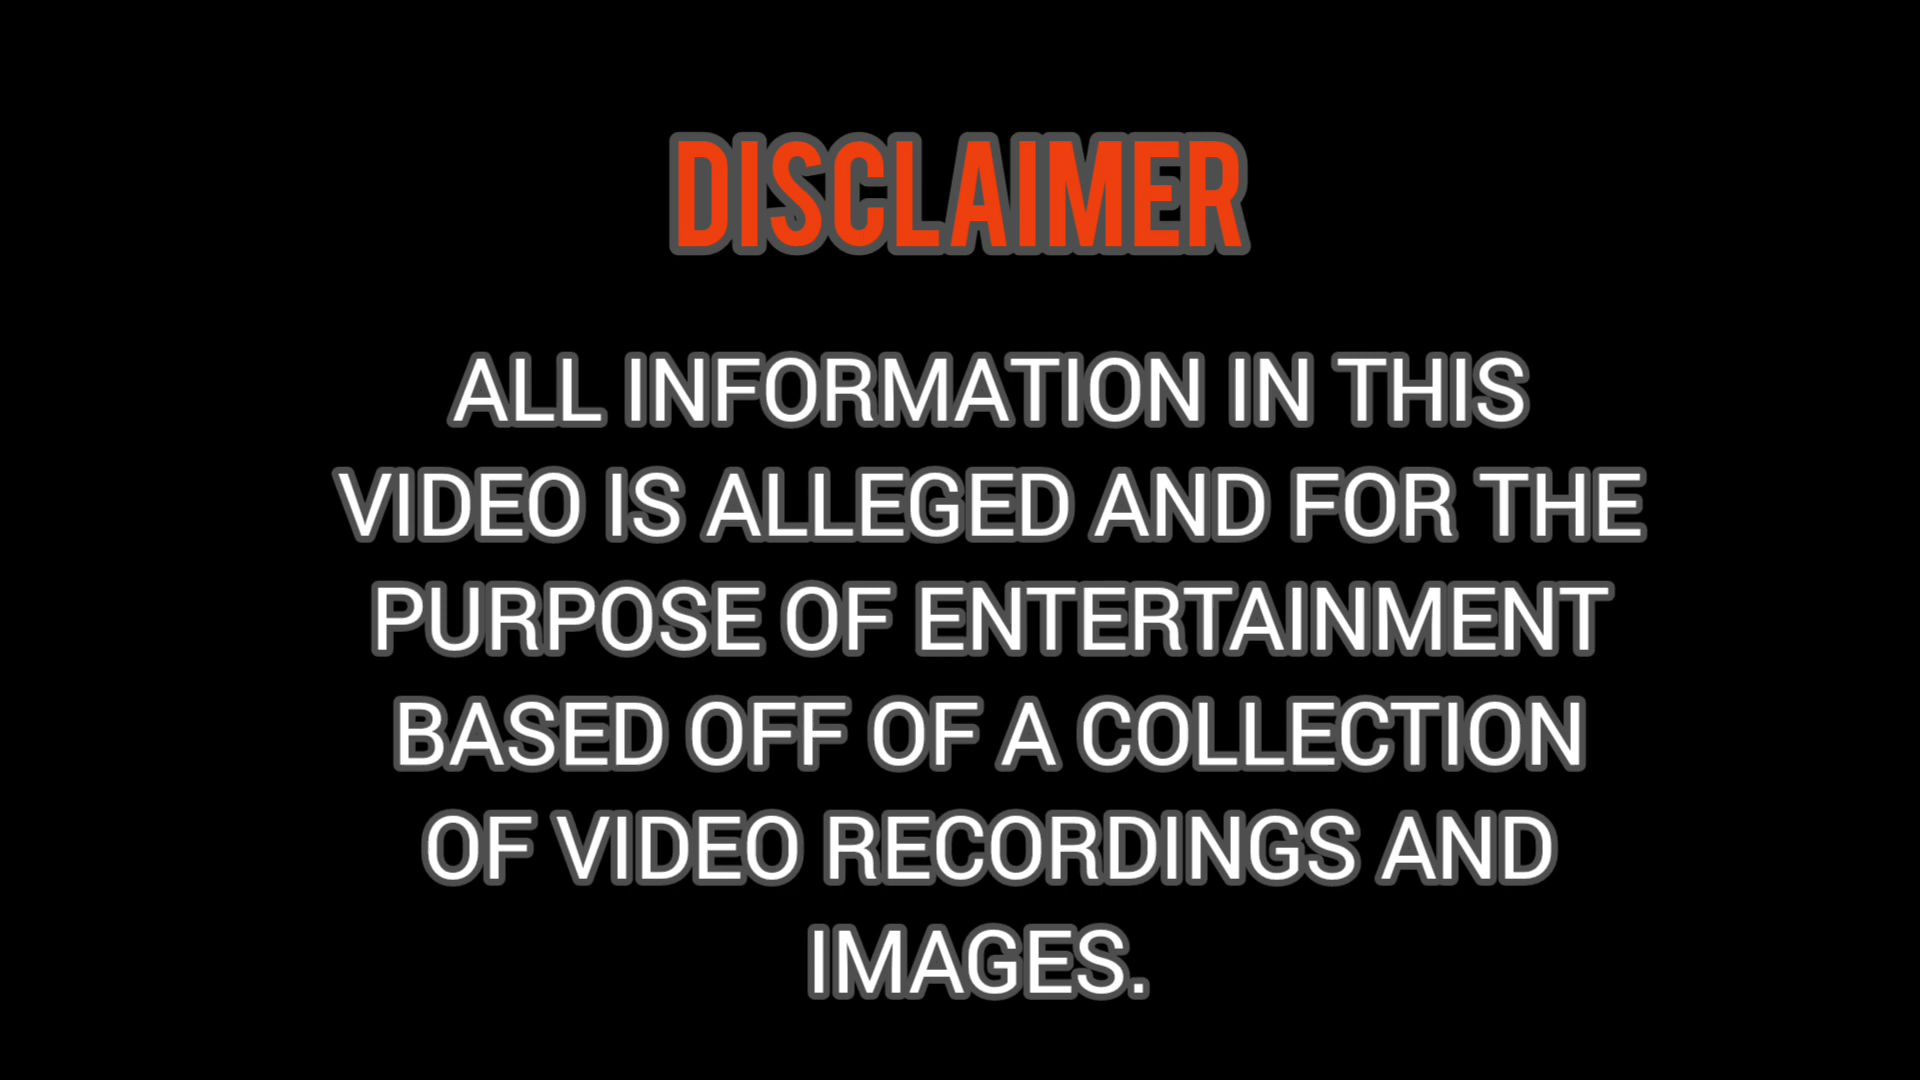 DISCLAIMER
ALL INFORMATION IN THIS
VIDEO IS ALLEGED AND FOR THE
PURPOSE OF ENTERTAINMENT
BASED OFF OF A COLLECTION
OF VIDEO RECORDINGS AND
IMAGES.